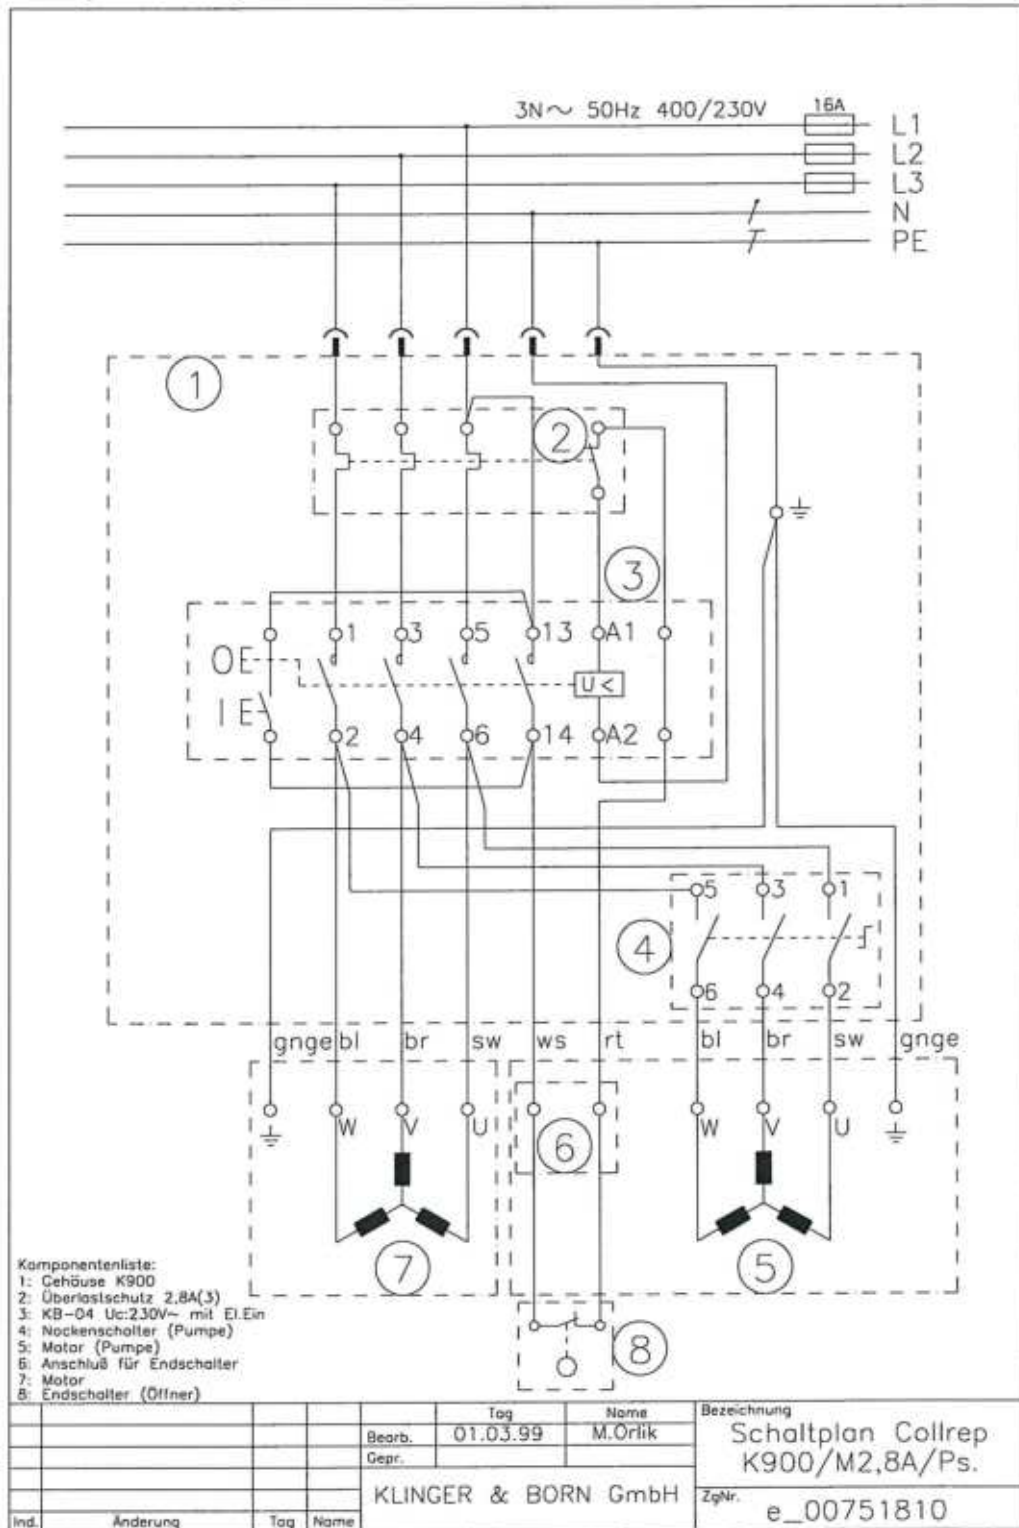 3N~ 50Hz 400/230V 16A L1
L2
L3
N
PE
1
2
3
1 3 5 13 A1
0E
U<
IE
2 4 6 14 A2
5 3 1
4
6 4 2
gnge bl br sw ws rt bl br sw gnge
W V U W V U
6
7 5
8
Komponentenliste:
1: Gehäuse K900
2: Überlastschutz 2,8A(3)
3: KB-04 Uc:230V~ mit El.Ein
4: Nockenschalter (Pumpe)
5: Motor (Pumpe)
6: Anschluß für Endschalter
7: Motor
8: Endschalter (Öffner)
Tag Name
Bearb. 01.03.99 M.Orlik
Gepr.
Bezeichnung
Schaltplan Collrep
K900/M2,8A/Ps.
KLINGER & BORN GmbH
ZgNr.
e_00751810
Ind. Änderung Tag Name